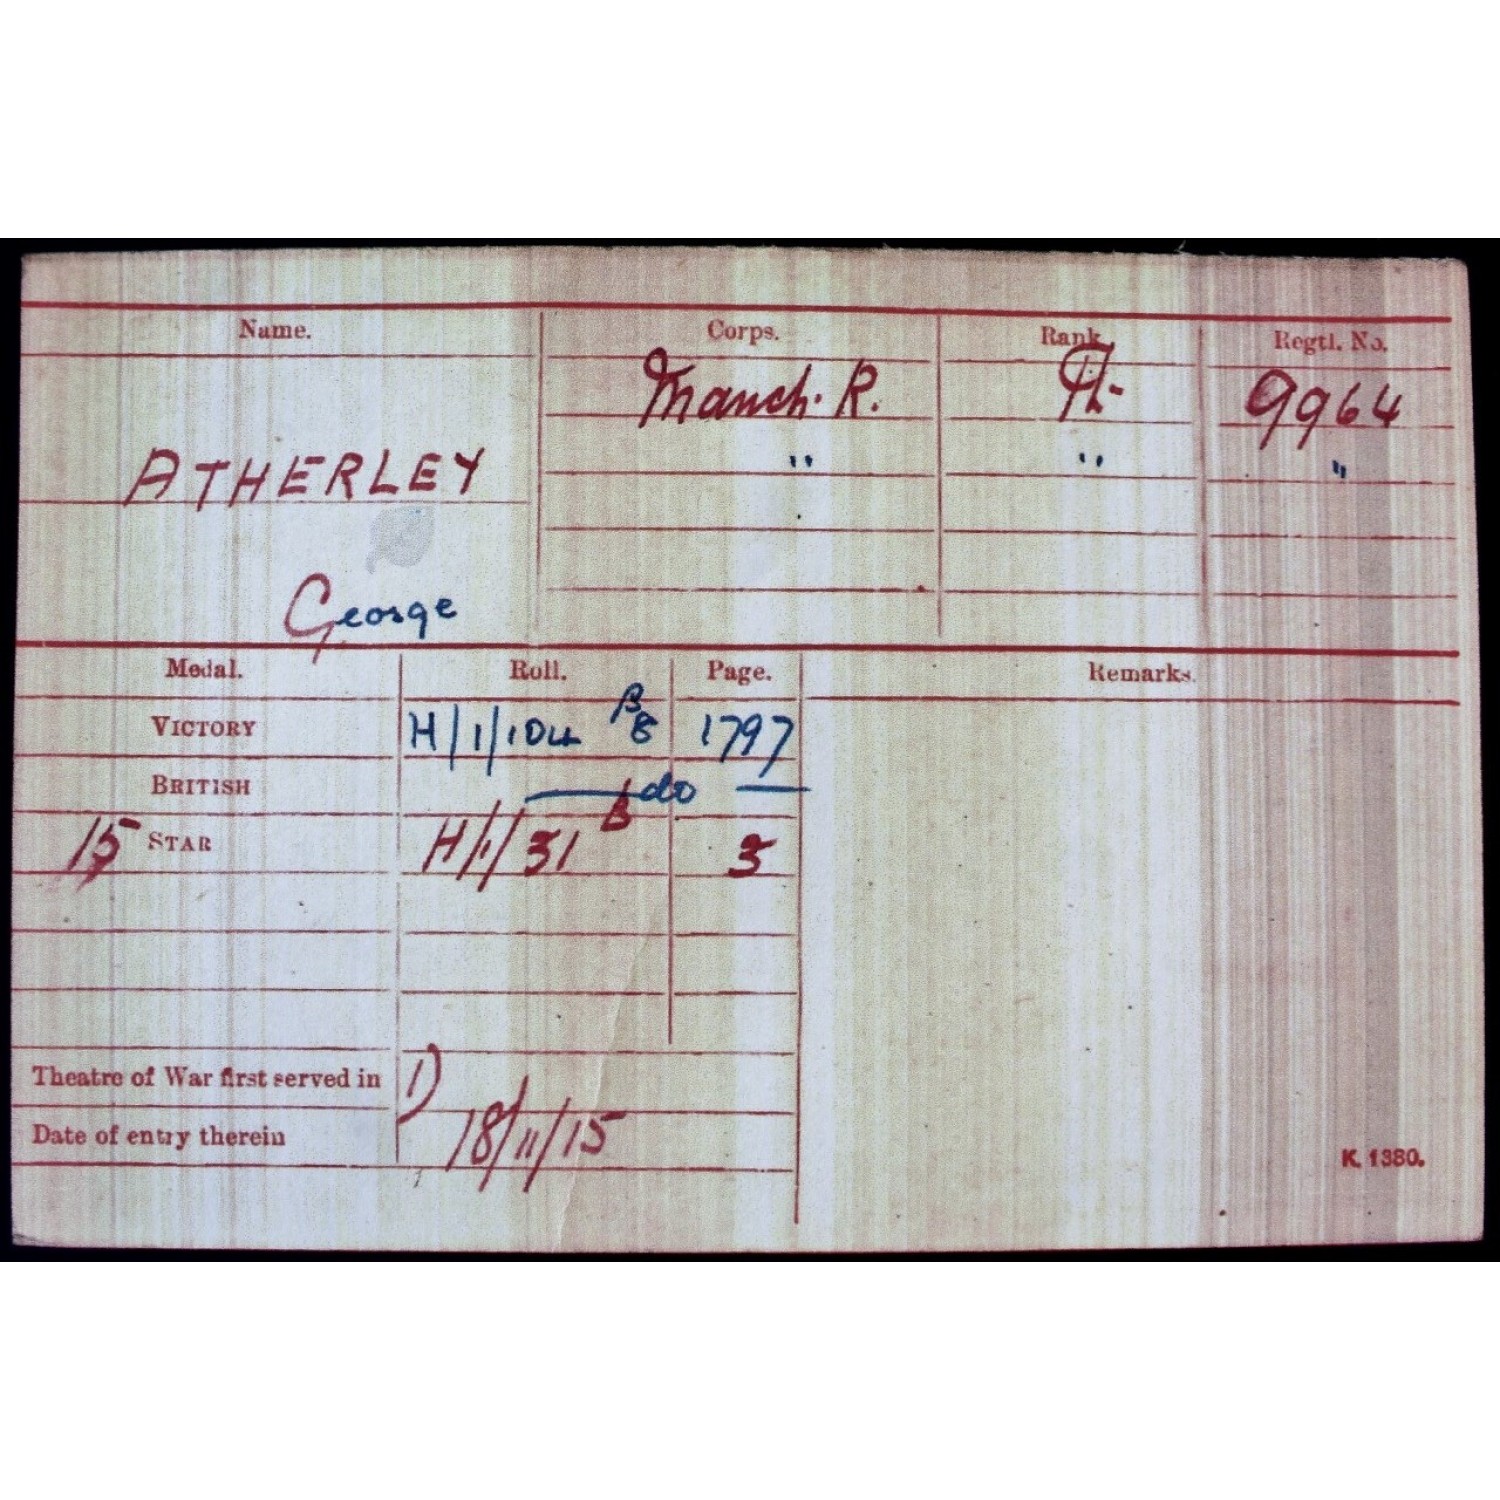 Name. Corps. Rank Regtl. No.
Manch. R. Pte 9964
ATHERLEY " " "
George
Medal. Roll. Page. Remarks.
VICTORY H/1/104 B8 1797
BRITISH do
15 STAR H/1/31 B 3
Theatre of War first served in (1)
Date of entry therein 18/11/15
K. 1380.